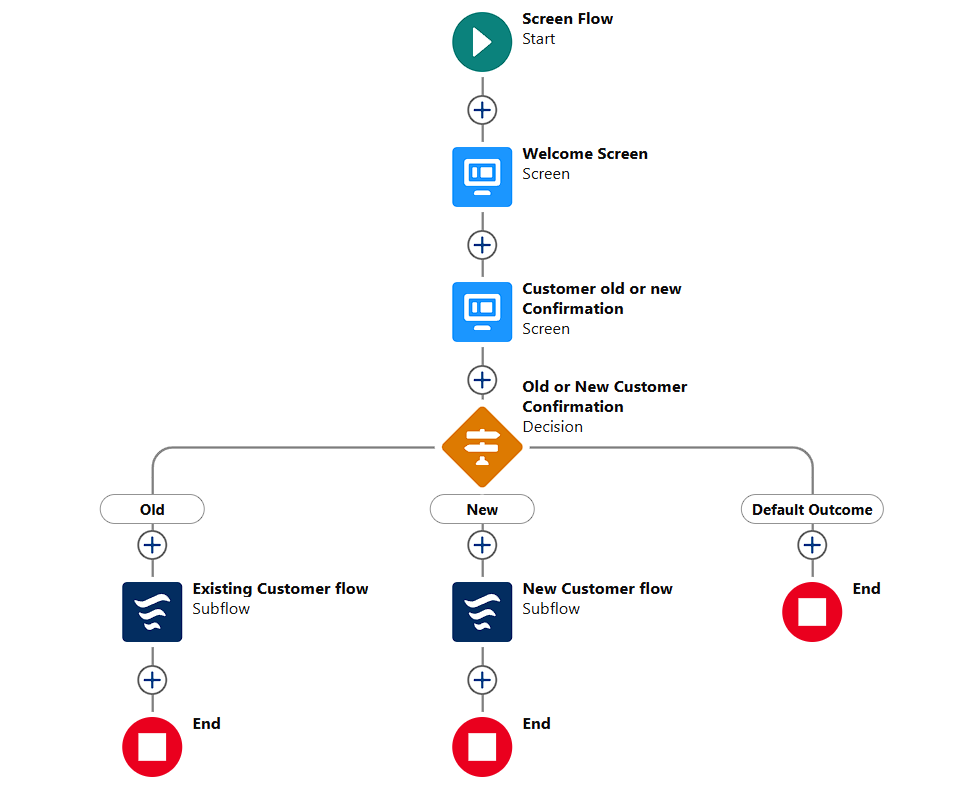 Screen Flow
Start
Welcome Screen
Screen
Customer old or new
Confirmation
Screen
Old or New Customer
Confirmation
Decision
Old
New
Default Outcome
Existing Customer flow
Subflow
New Customer flow
Subflow
End
End
End